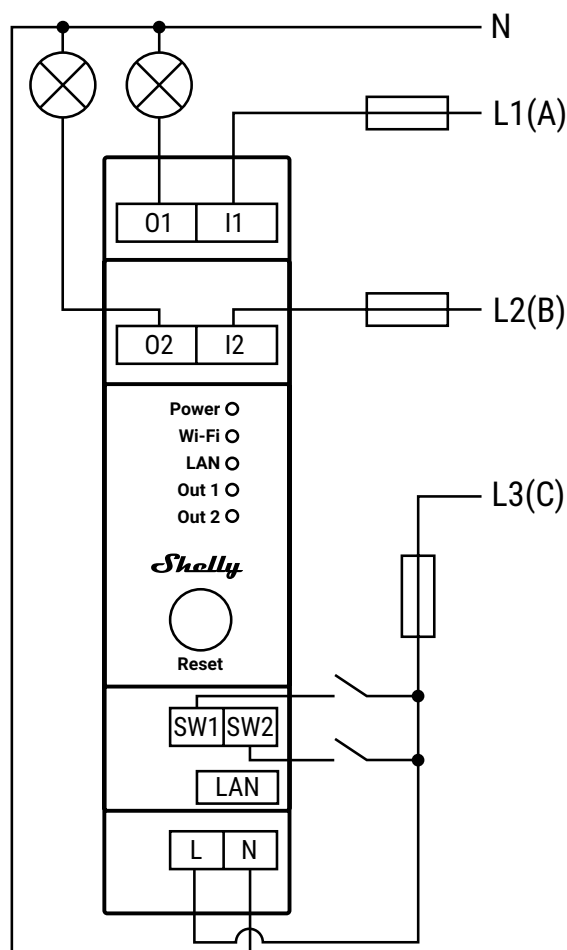 N
L1(A)
O1 I1
L2(B)
O2 I2
Power
Wi-Fi
LAN
Out 1
Out 2
L3(C)
Shelly
Reset
SW1 SW2
LAN
L N